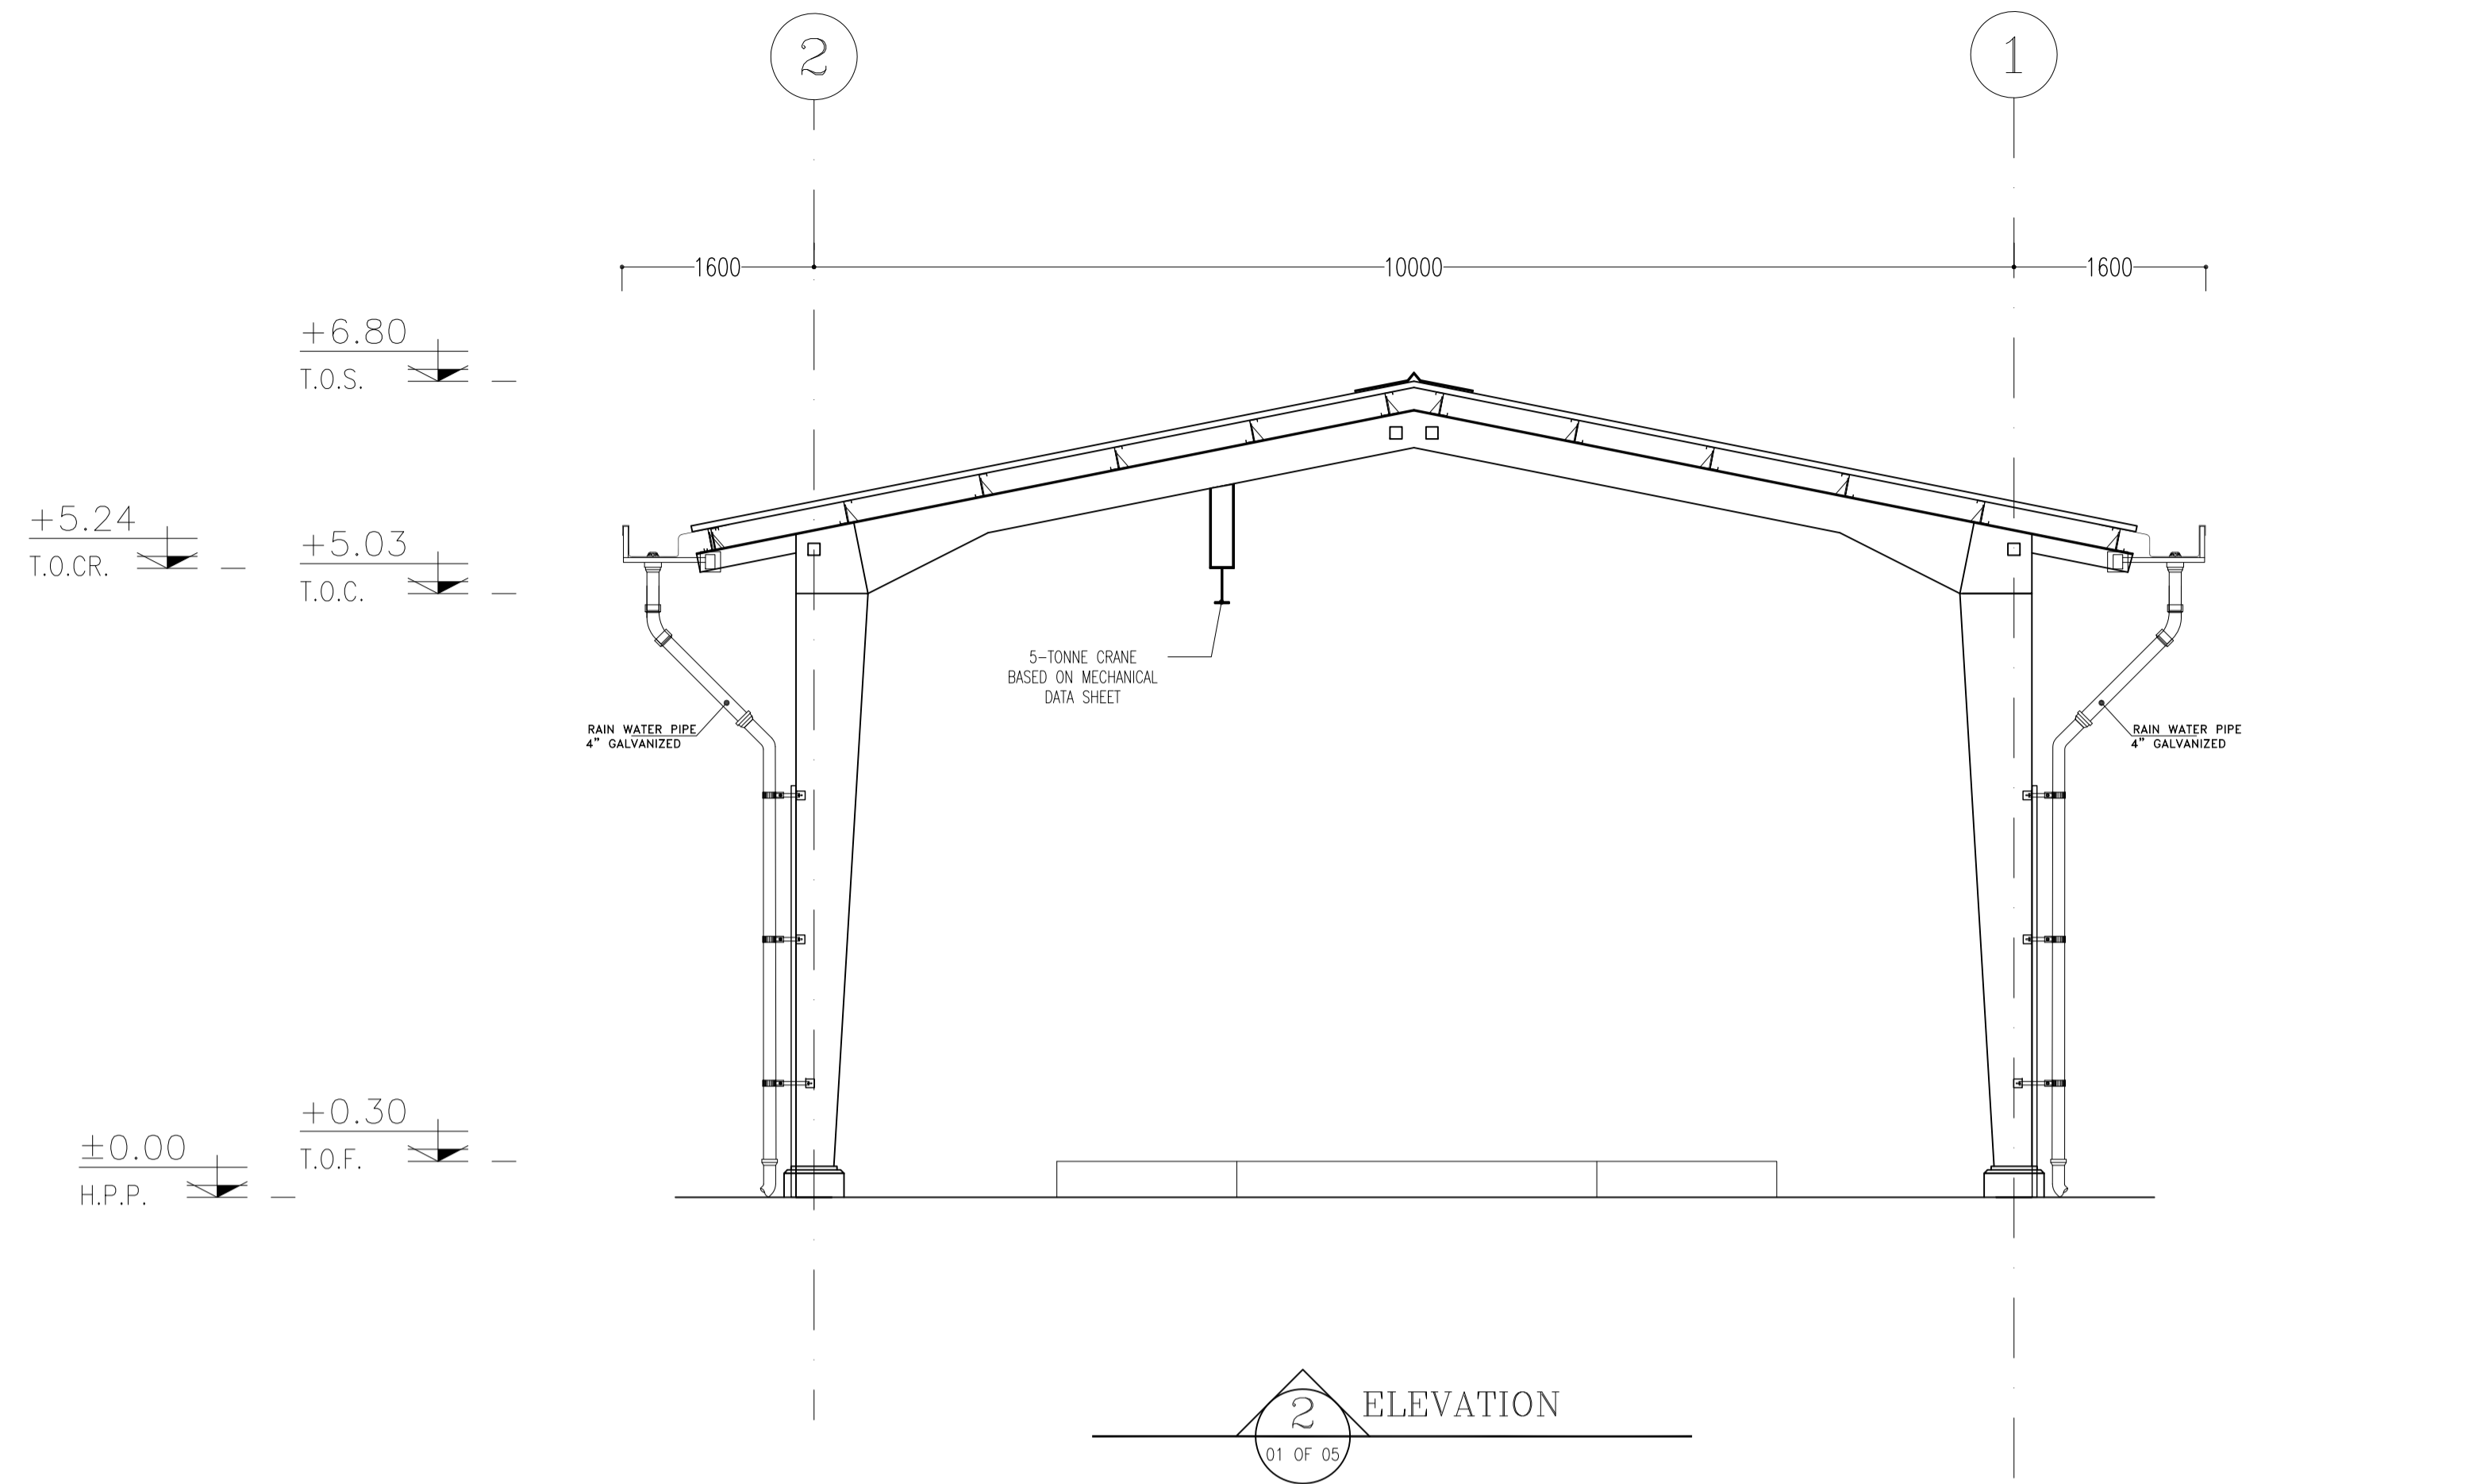 2
1
1600
10000
1600
+6.80
T.O.S.
+5.24
T.O.CR.
+5.03
T.O.C.
5-TONNE CRANE
BASED ON MECHANICAL
DATA SHEET
RAIN WATER PIPE
4" GALVANIZED
RAIN WATER PIPE
4" GALVANIZED
+0.30
T.O.F.
±0.00
H.P.P.
2
ELEVATION
01 OF 05